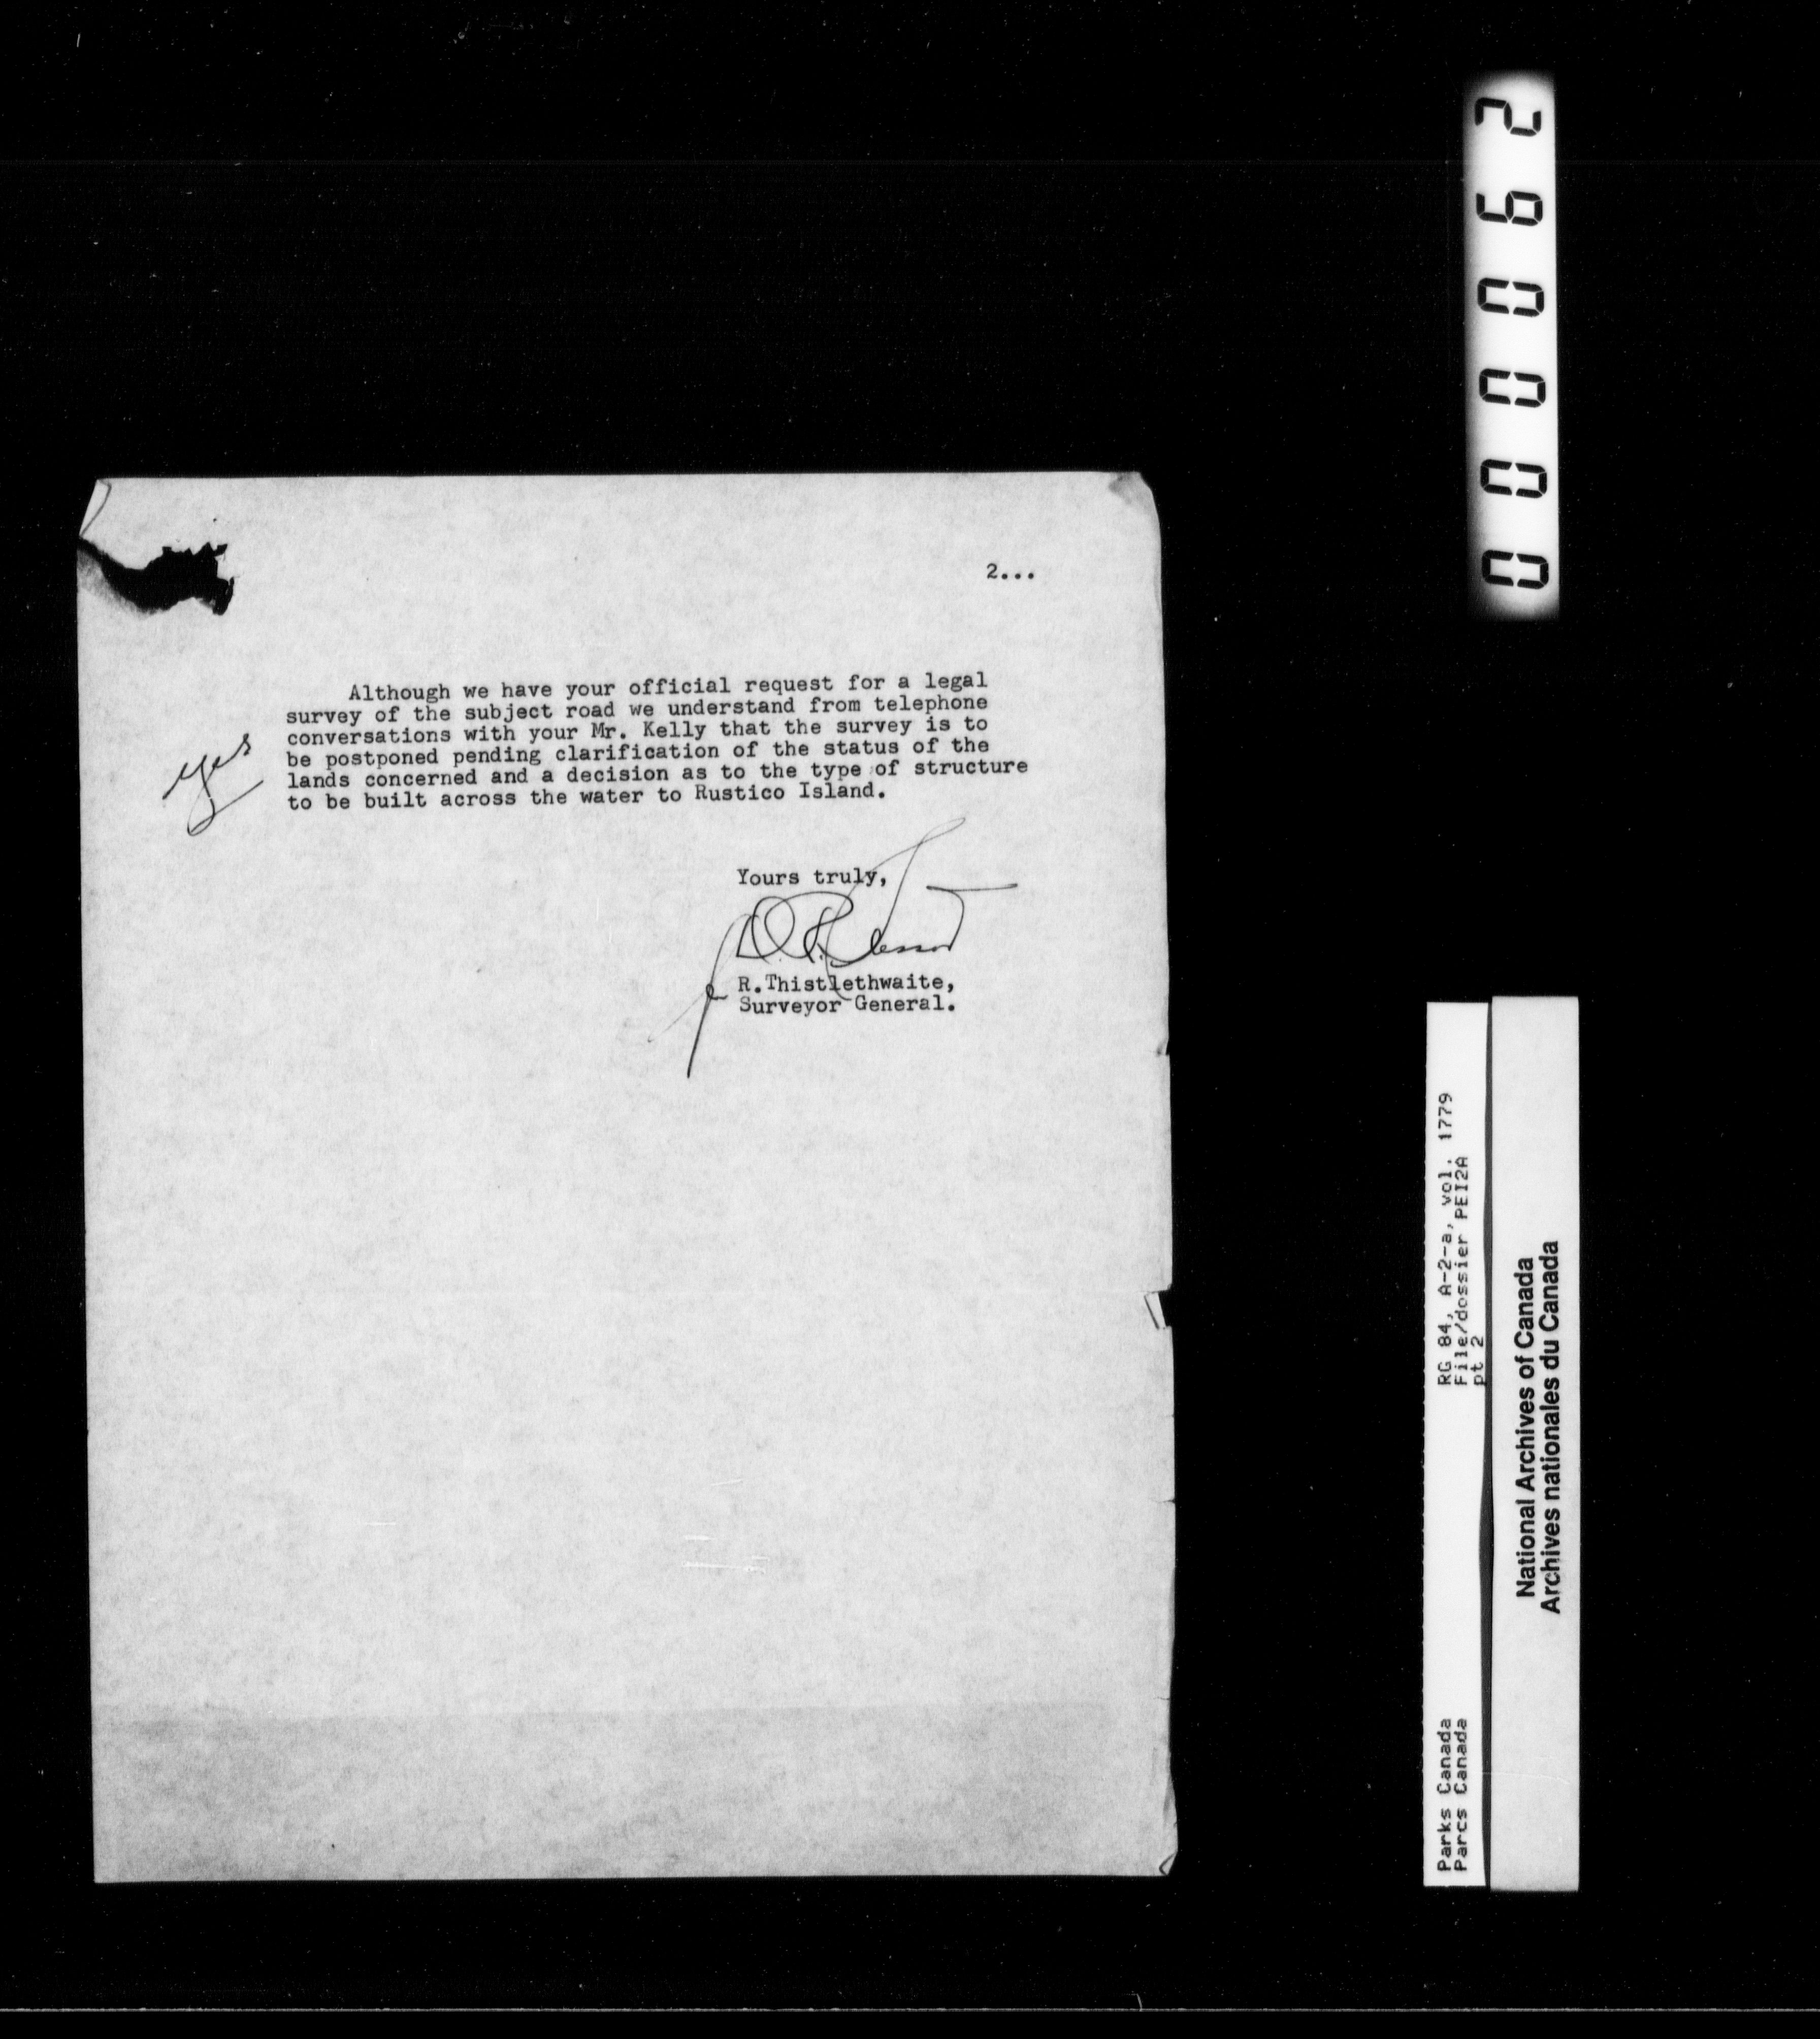 2...
Although we have your official request for a legal
survey of the subject road we understand from telephone
conversations with your Mr. Kelly that the survey is to
be postponed pending clarification of the status of the
lands concerned and a decision as to the type of structure
to be built across the water to Rustico Island.
yes
Yours truly,
R.Thistlethwaite,
Surveyor General.
000062
RG 84, A-2-a, vol. 1779
File/dossier PEI2A
pt 2
Parks Canada
Parcs Canada
National Archives of Canada
Archives nationales du Canada